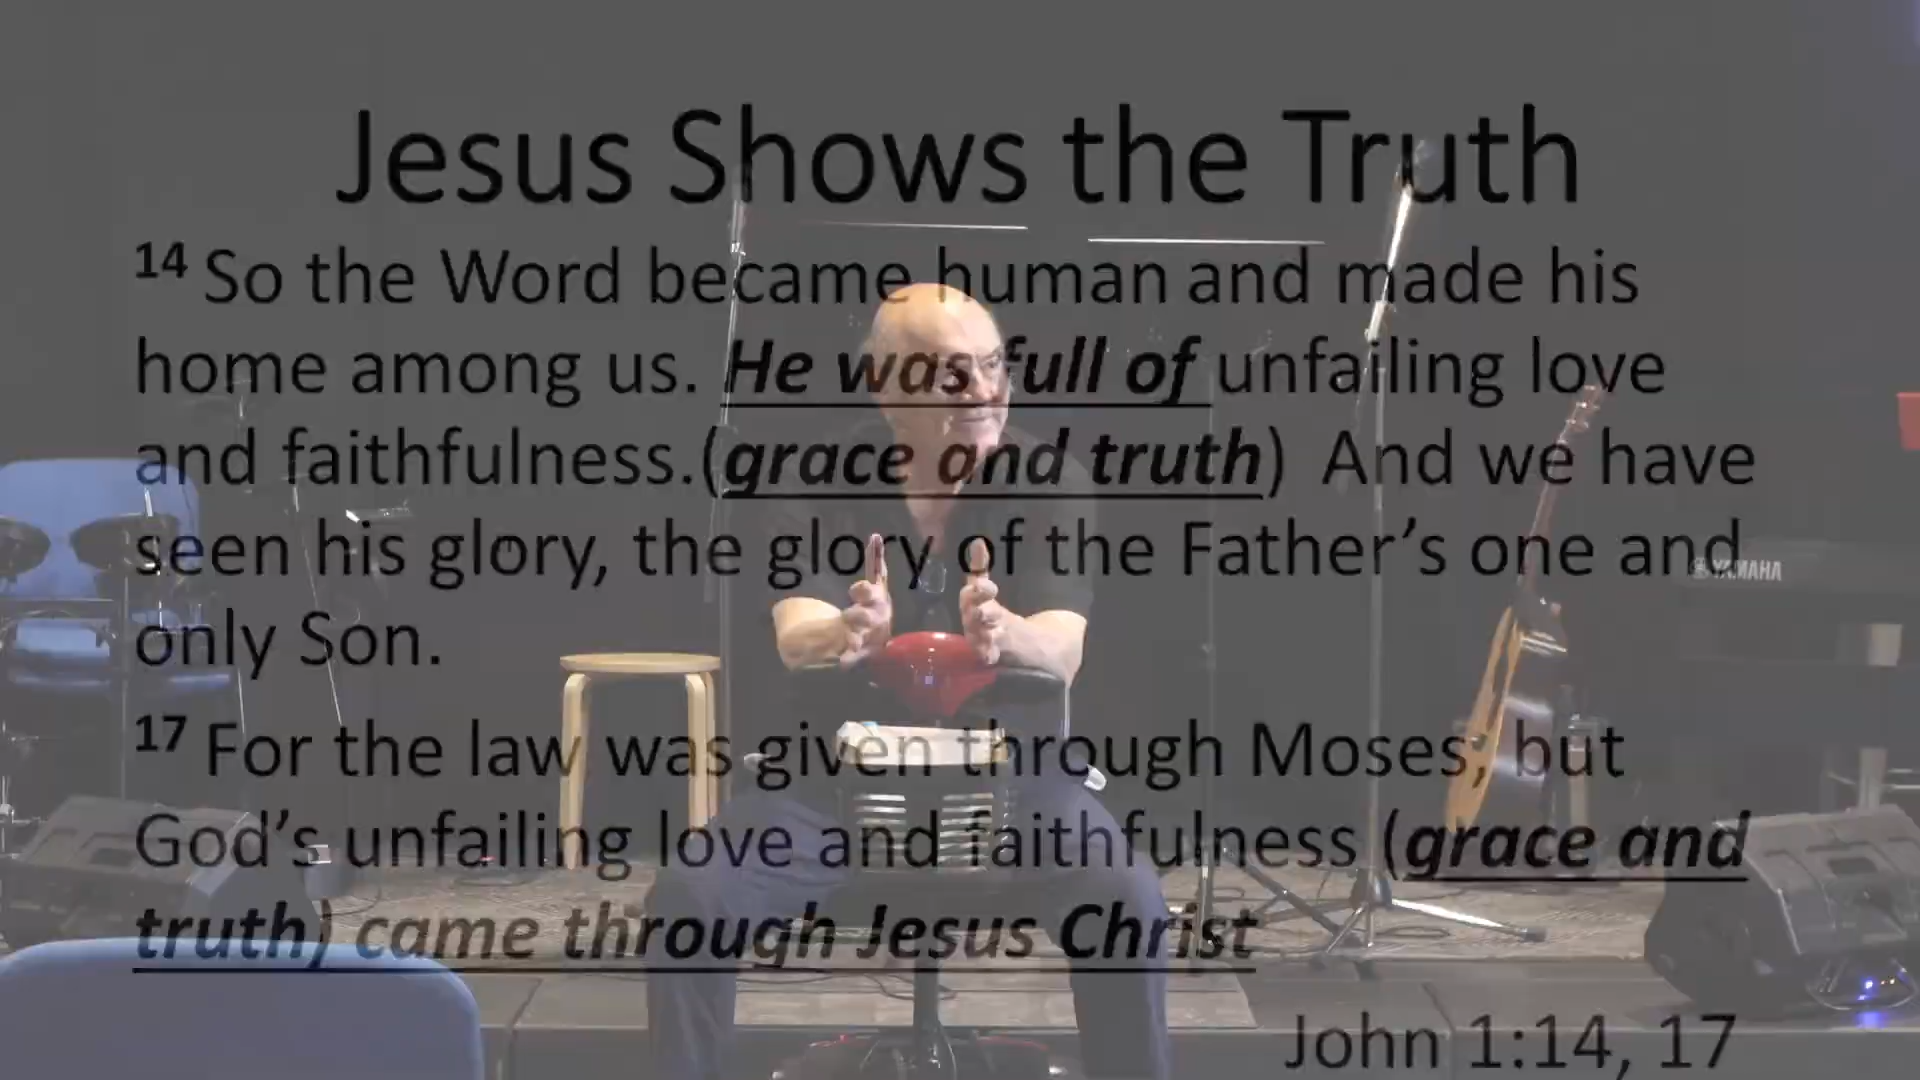 Jesus Shows the Truth
14 So the Word became human and made his
home among us. He was full of unfailing love
and faithfulness.(grace and truth) And we have
seen his glory, the glory of the Father’s one and
only Son.
YAMAHA
17 For the law was given through Moses, but
God’s unfailing love and faithfulness (grace and
truth) came through Jesus Christ
John 1:14, 17